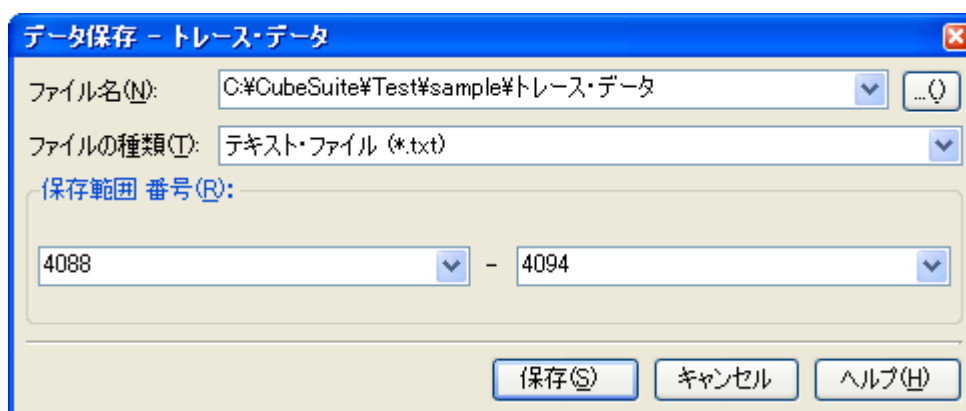 データ保存 - トレース・データ
ファイル名(N): C:¥CubeSuite¥Test¥sample¥トレース・データ ...()
ファイルの種類(T): テキスト・ファイル (*.txt)
保存範囲 番号(R):
4088 - 4094
保存(S) キャンセル ヘルプ(H)